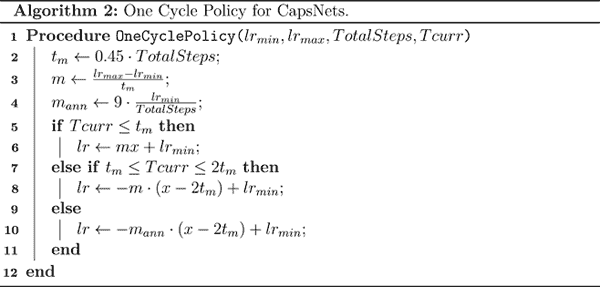 Algorithm 2: One Cycle Policy for CapsNets.
1 Procedure OneCyclePolicy(lr_min, lr_max, TotalSteps, Tcurr)
2 t_m ← 0.45 · TotalSteps;
3 m ← (lr_max − lr_min) / t_m;
4 m_ann ← 9 · lr_min / TotalSteps;
5 if Tcurr ≤ t_m then
6 lr ← mx + lr_min;
7 else if t_m ≤ Tcurr ≤ 2t_m then
8 lr ← −m · (x − 2t_m) + lr_min;
9 else
10 lr ← −m_ann · (x − 2t_m) + lr_min;
11 end
12 end